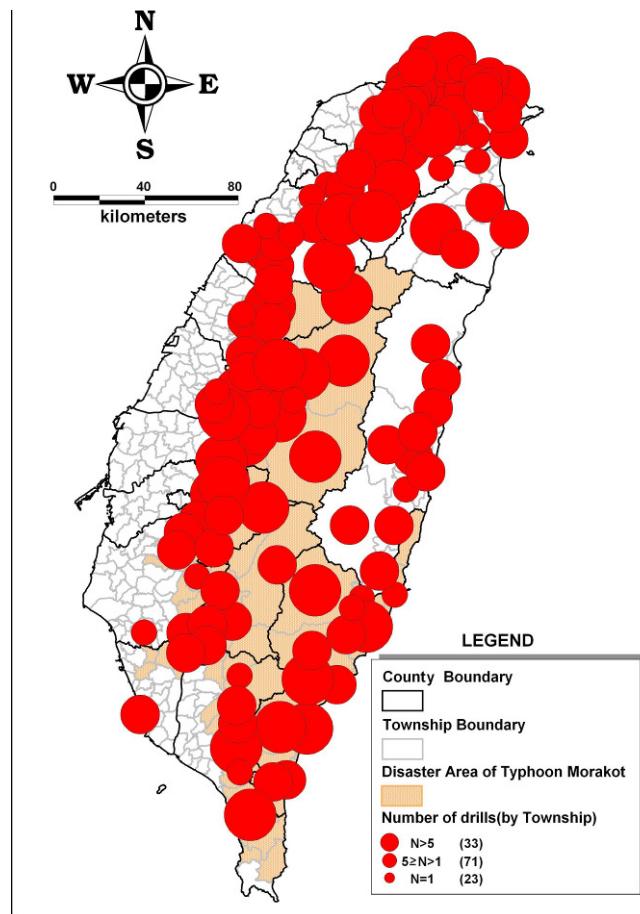 N
W E
S
0 40 80
kilometers
LEGEND
County Boundary
Township Boundary
Disaster Area of Typhoon Morakot
Number of drills(by Township)
N>5 (33)
5≥N>1 (71)
N=1 (23)